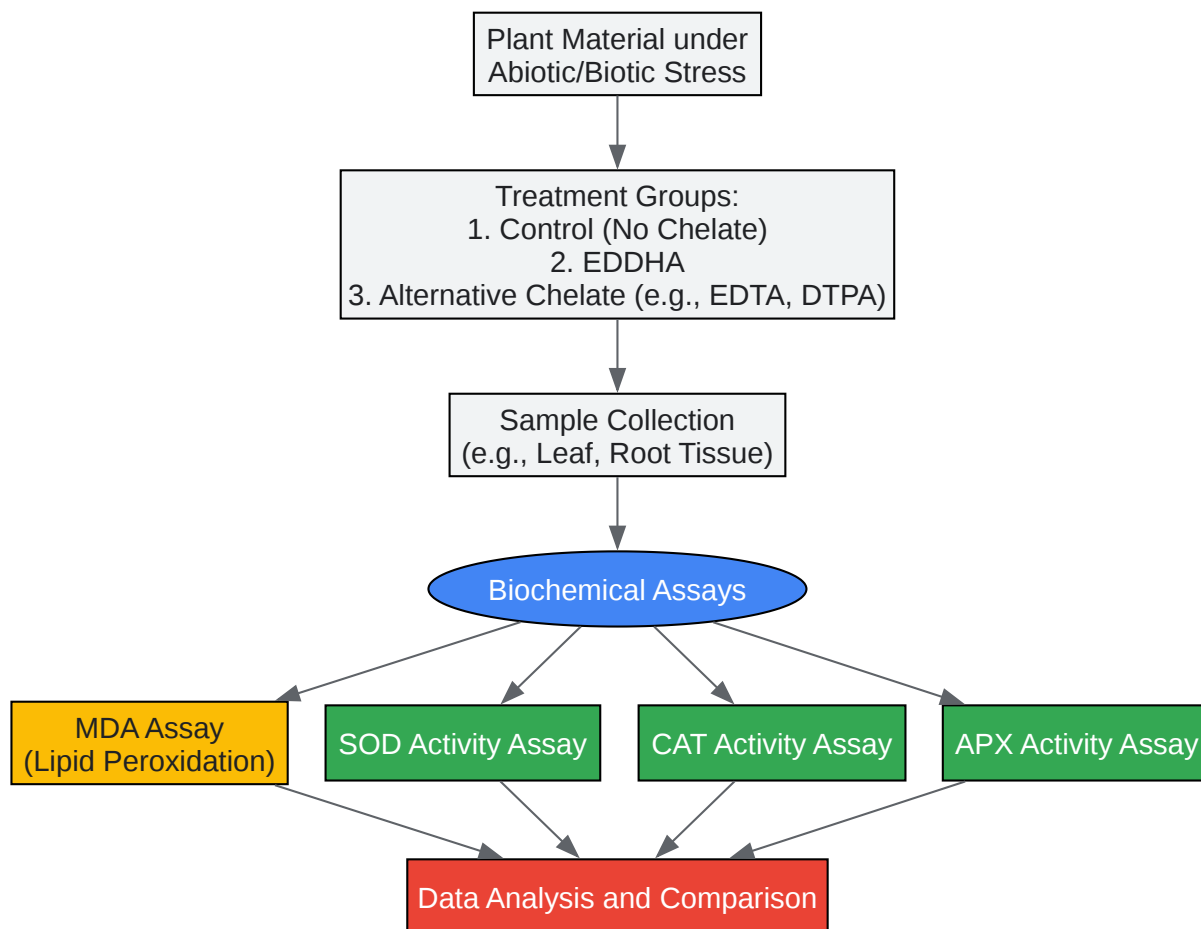 Plant Material under
Abiotic/Biotic Stress
Treatment Groups:
1. Control (No Chelate)
2. EDDHA
3. Alternative Chelate (e.g., EDTA, DTPA)
Sample Collection
(e.g., Leaf, Root Tissue)
Biochemical Assays
MDA Assay
(Lipid Peroxidation)
SOD Activity Assay
CAT Activity Assay
APX Activity Assay
Data Analysis and Comparison